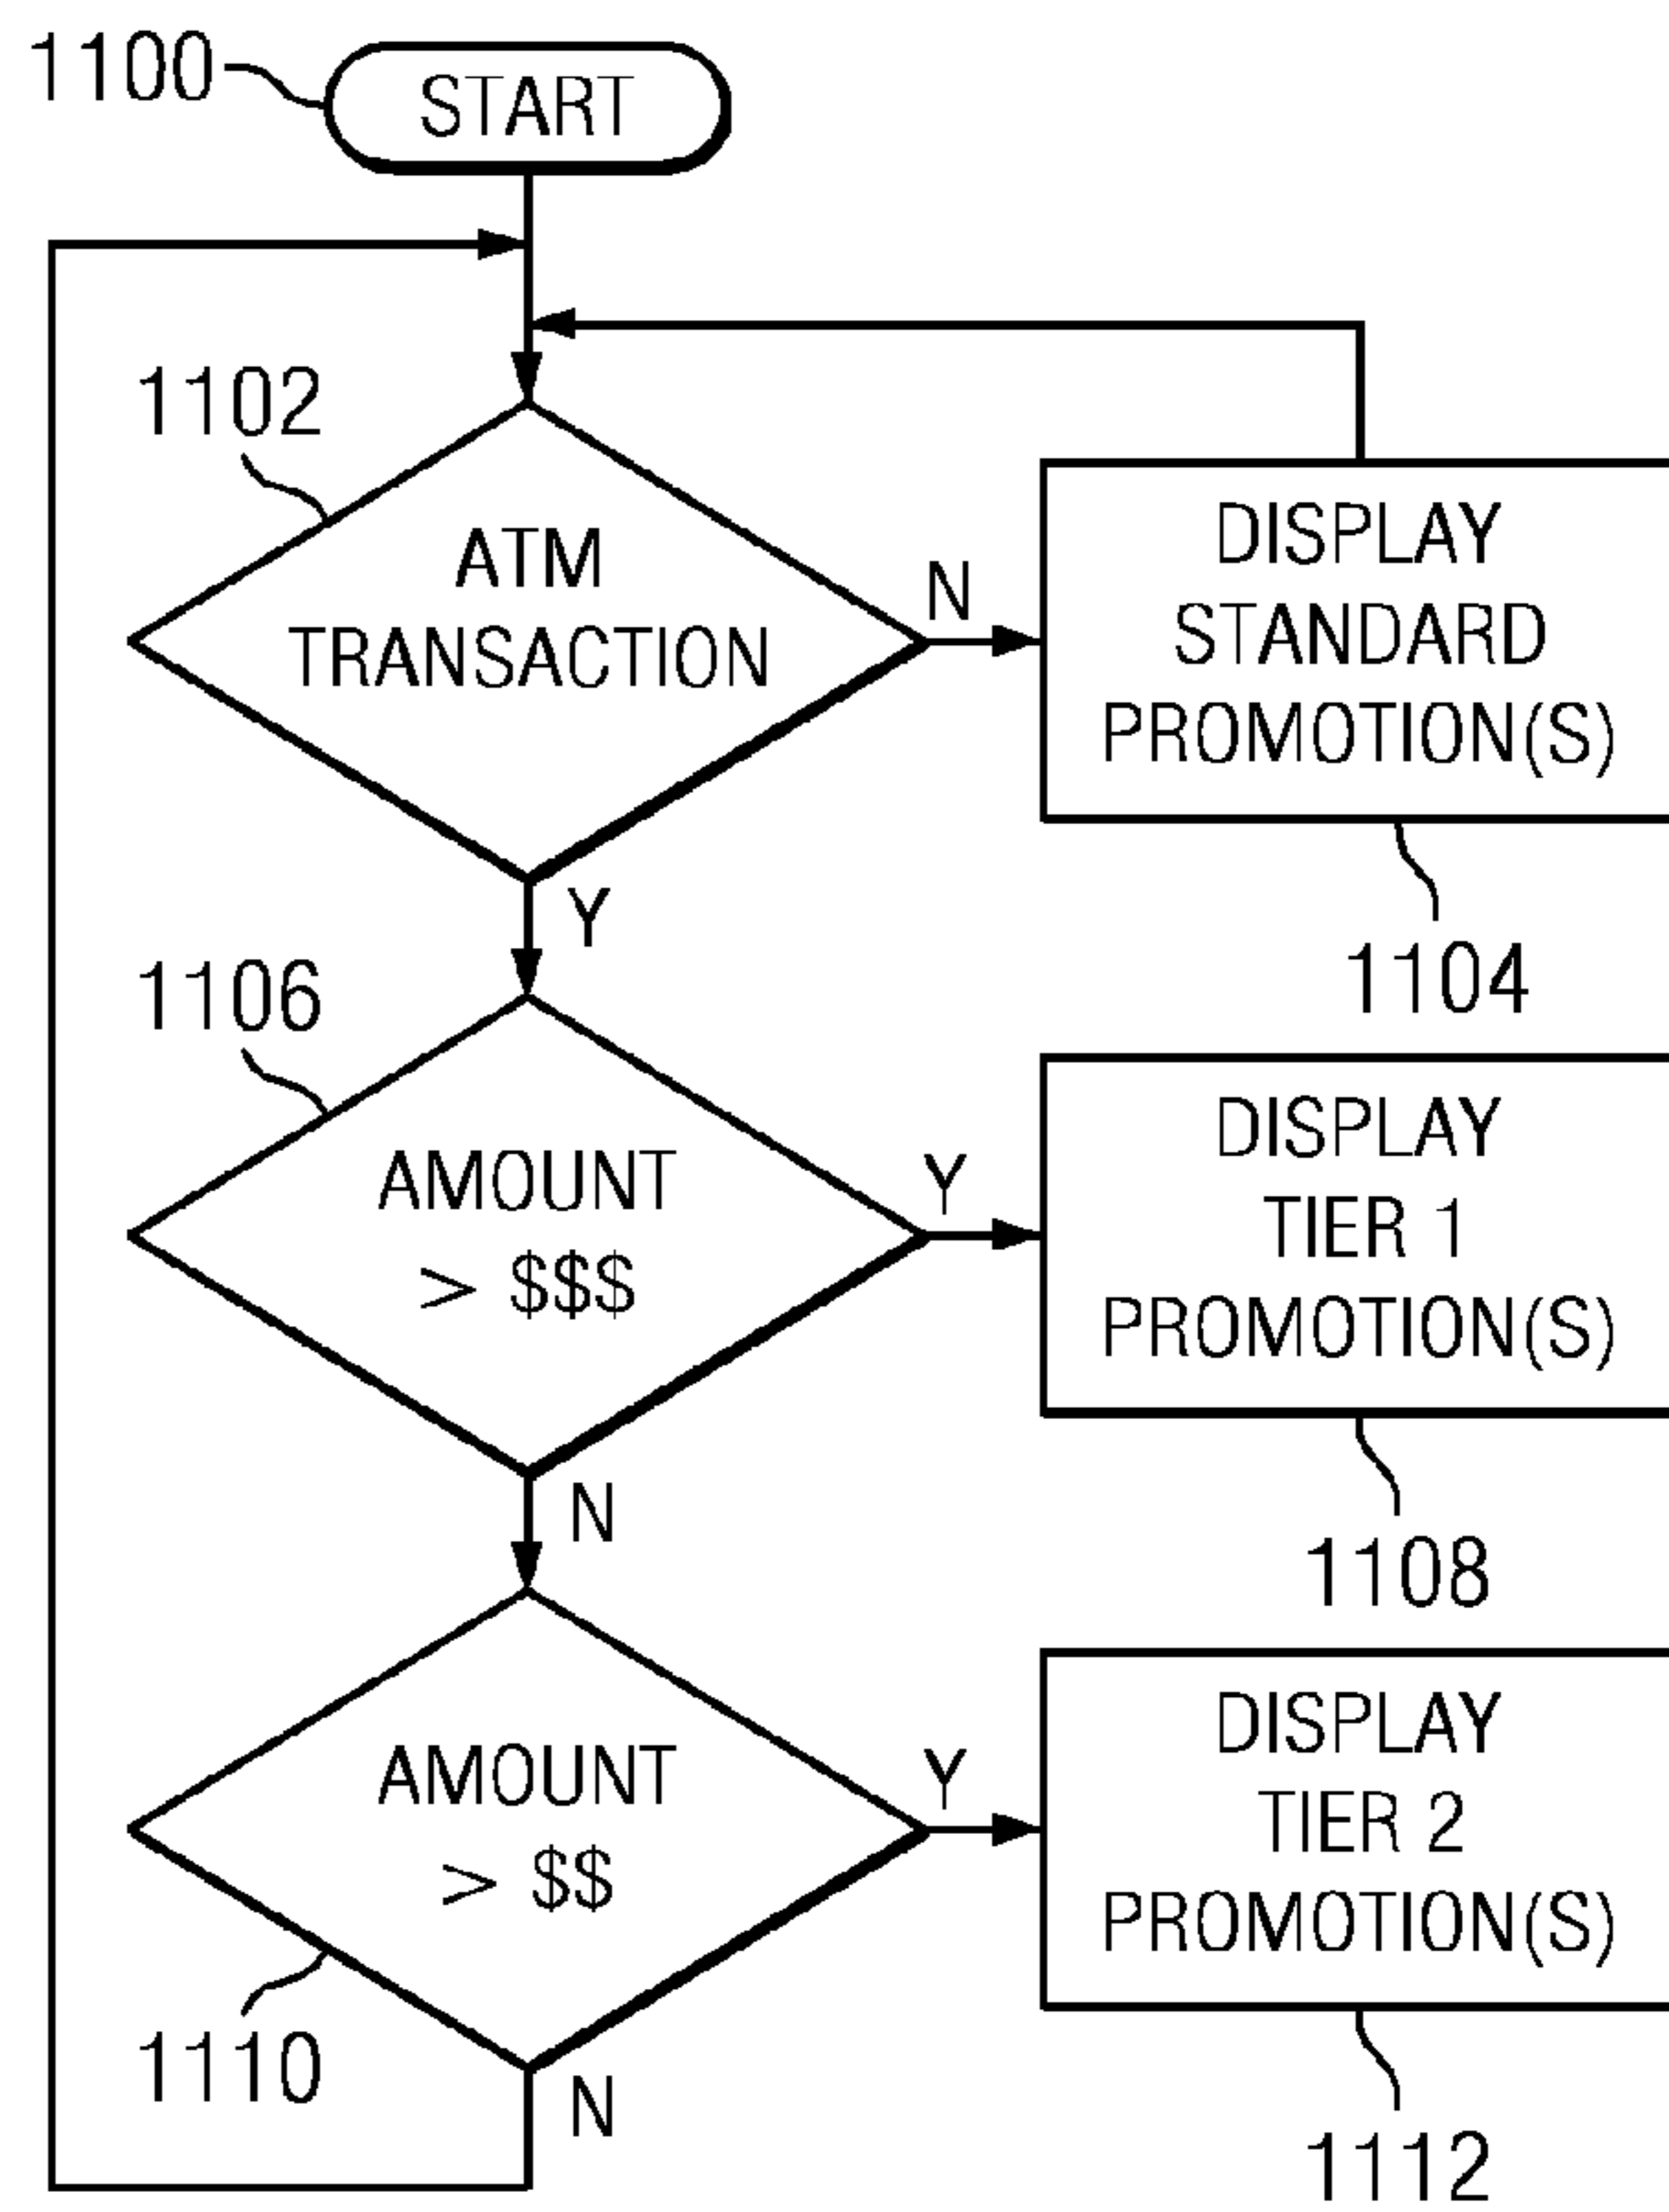 1100
START
1102
ATM
TRANSACTION
N
DISPLAY
STANDARD
PROMOTION(S)
1104
Y
1106
AMOUNT
> $$$
Y
DISPLAY
TIER 1
PROMOTION(S)
1108
N
AMOUNT
> $$
Y
DISPLAY
TIER 2
PROMOTION(S)
1110
N
1112